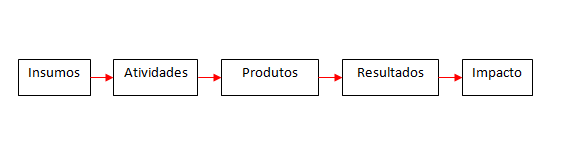 Insumos
Atividades
Produtos
Resultados
Impacto